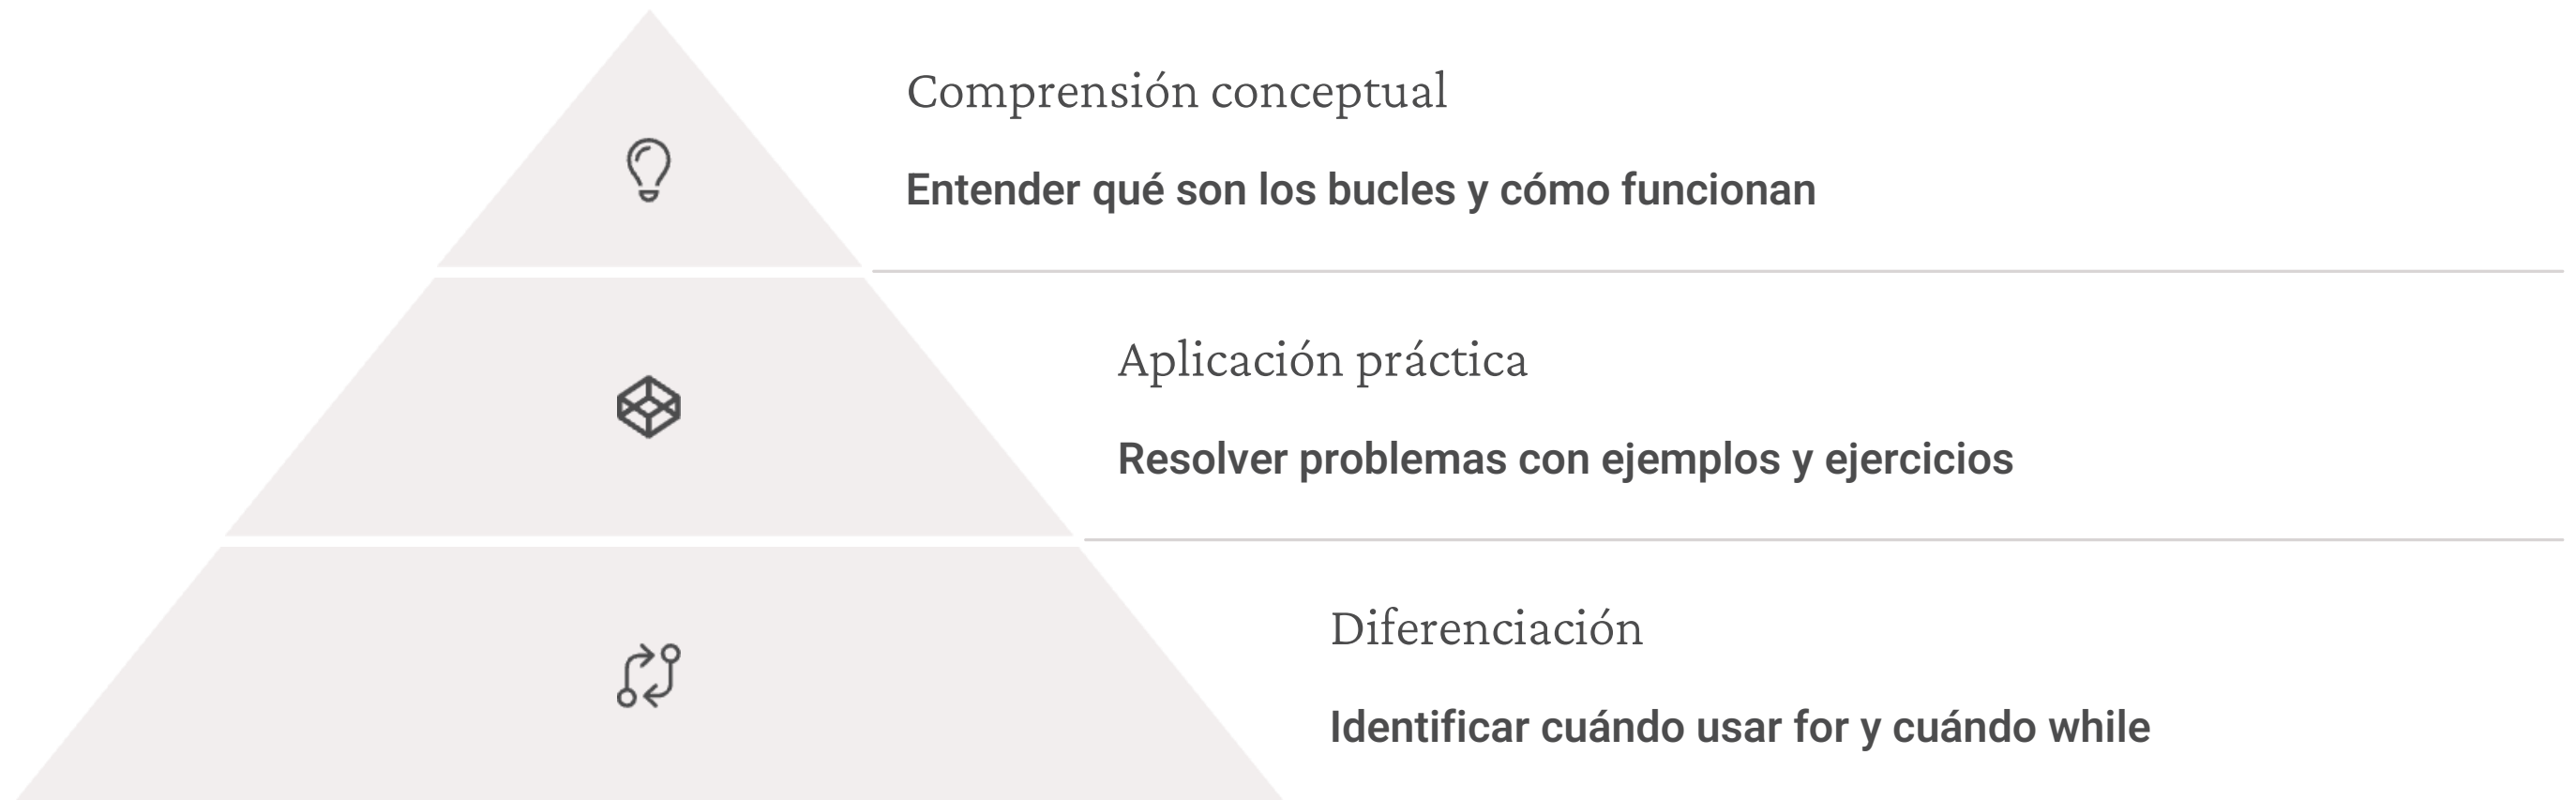 Comprensión conceptual
Entender qué son los bucles y cómo funcionan
Aplicación práctica
Resolver problemas con ejemplos y ejercicios
Diferenciación
Identificar cuándo usar for y cuándo while